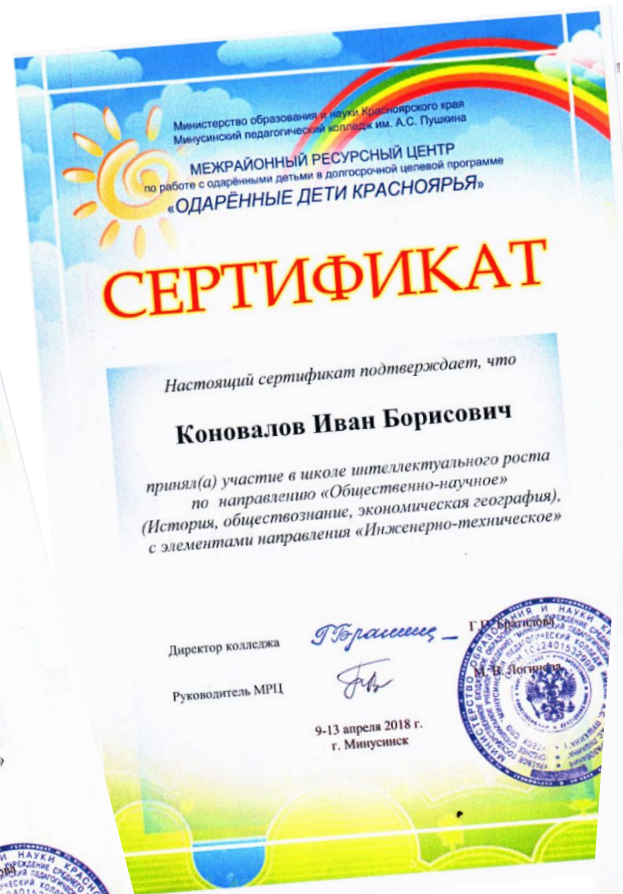 Министерство образования и науки Красноярского края
Минусинский педагогический колледж им. А.С. Пушкина
МЕЖРАЙОННЫЙ РЕСУРСНЫЙ ЦЕНТР
по работе с одарёнными детьми в долгосрочной целевой программе
«ОДАРЁННЫЕ ДЕТИ КРАСНОЯРЬЯ»
СЕРТИФИКАТ
Настоящий сертификат подтверждает, что
Коновалов Иван Борисович
принял(а) участие в школе интеллектуального роста
по направлению «Общественно-научное»
(История, обществознание, экономическая география),
с элементами направления «Инженерно-техническое»
Директор колледжа
Руководитель МРЦ
М. В. Логинова
9-13 апреля 2018 г.
г. Минусинск